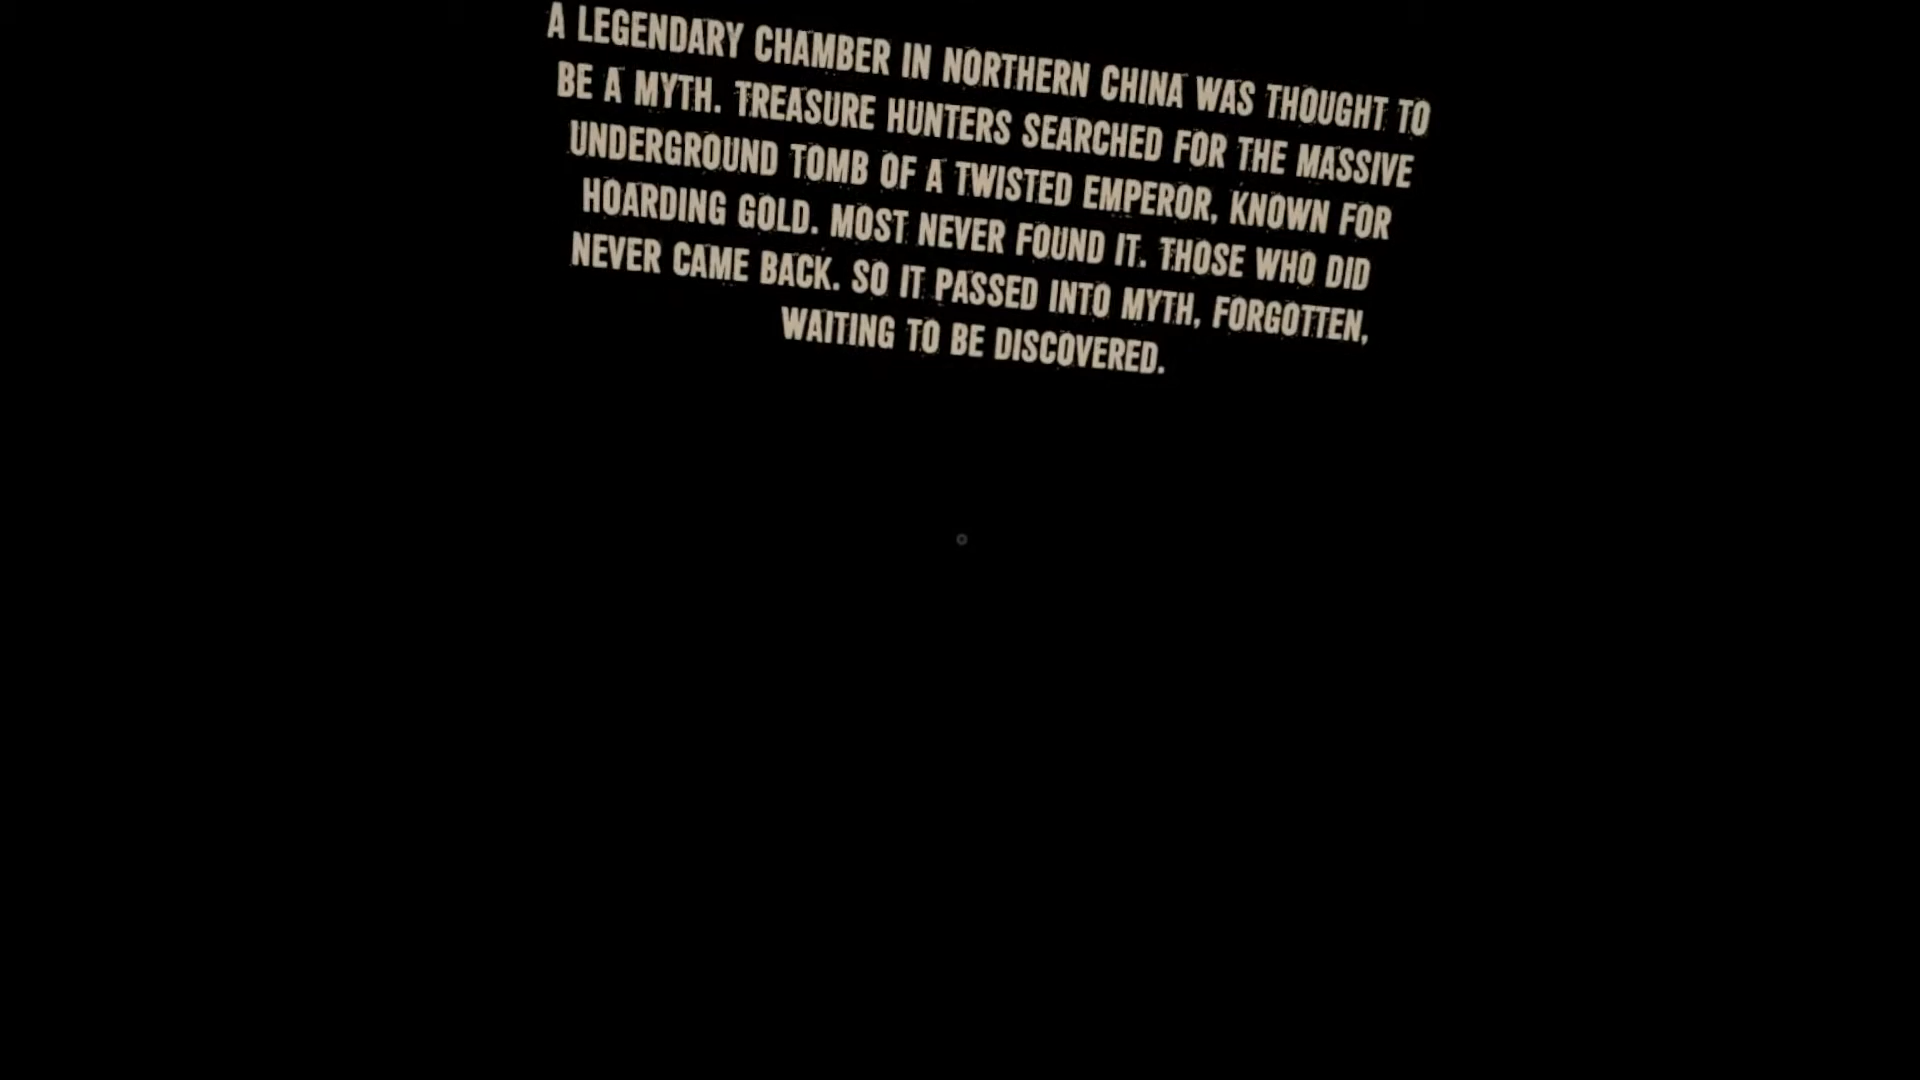 A LEGENDARY CHAMBER IN NORTHERN CHINA WAS THOUGHT TO
BE A MYTH. TREASURE HUNTERS SEARCHED FOR THE MASSIVE
UNDERGROUND TOMB OF A TWISTED EMPEROR, KNOWN FOR
HOARDING GOLD. MOST NEVER FOUND IT. THOSE WHO DID
NEVER CAME BACK. SO IT PASSED INTO MYTH, FORGOTTEN,
WAITING TO BE DISCOVERED.